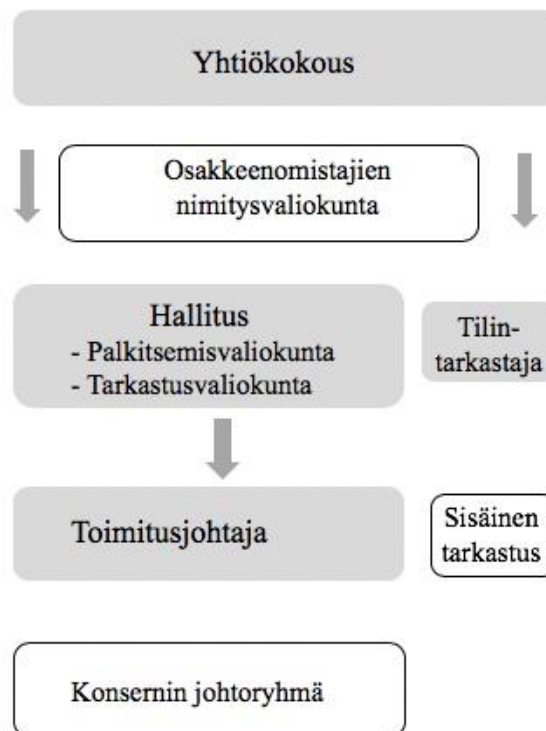 Yhtiökokous
Osakkeenomistajien
nimitysvaliokunta
Hallitus
- Palkitsemisvaliokunta
- Tarkastusvaliokunta
Tilin-
tarkastaja
Toimitusjohtaja
Sisäinen
tarkastus
Konsernin johtoryhmä